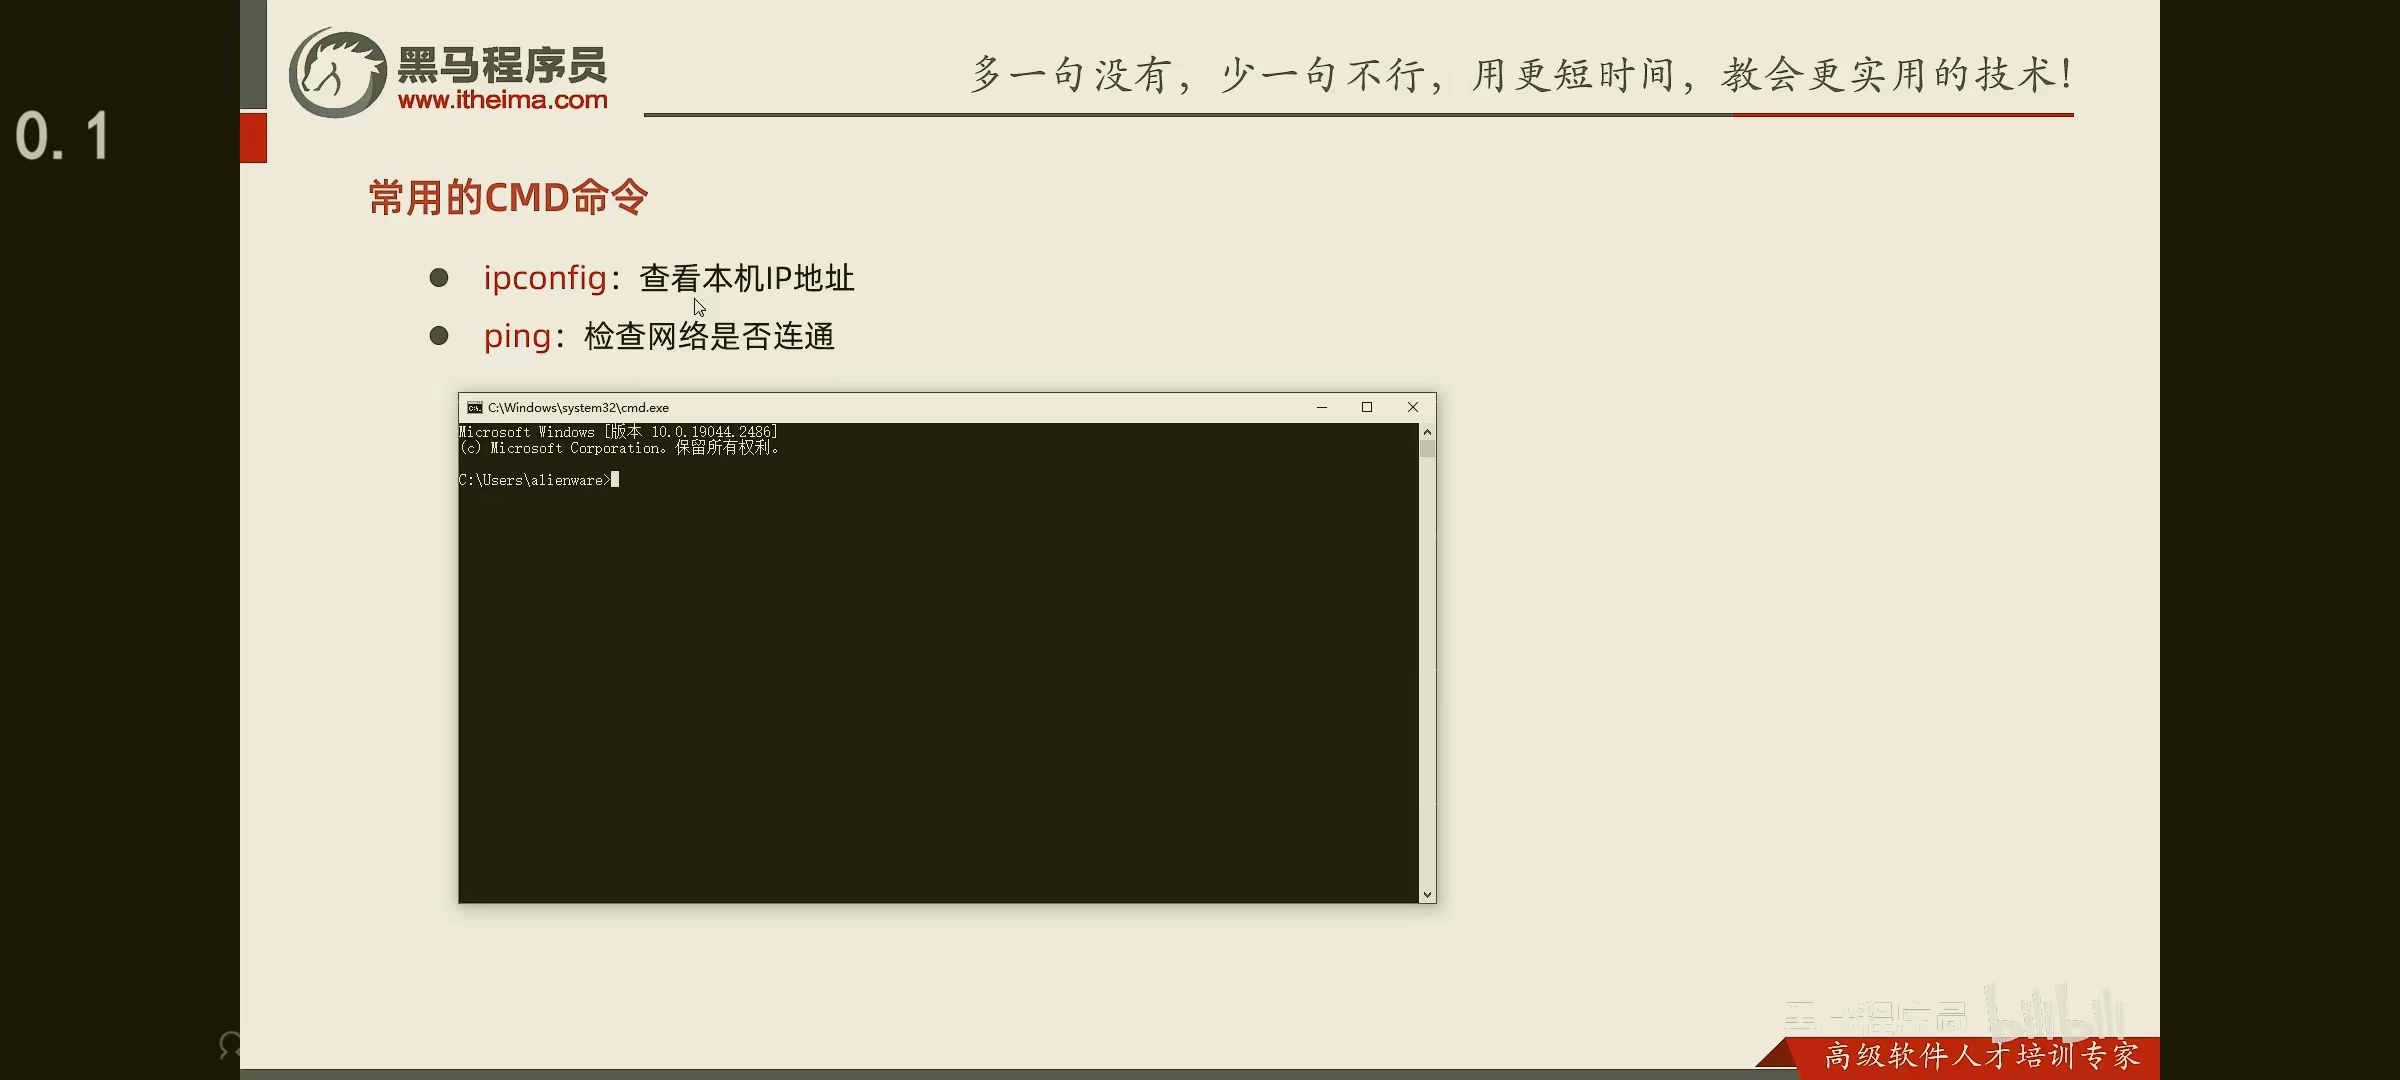 0.1
黑马程序员
www.itheima.com
多一句没有，少一句不行，用更短时间，教会更实用的技术！
常用的CMD命令
ipconfig：查看本机IP地址
ping：检查网络是否连通
C:\Windows\system32\cmd.exe
Microsoft Windows [版本 10.0.19044.2486]
(c) Microsoft Corporation。保留所有权利。
C:\Users\alienware>
黑马程序员 bilibili
高级软件人才培训专家